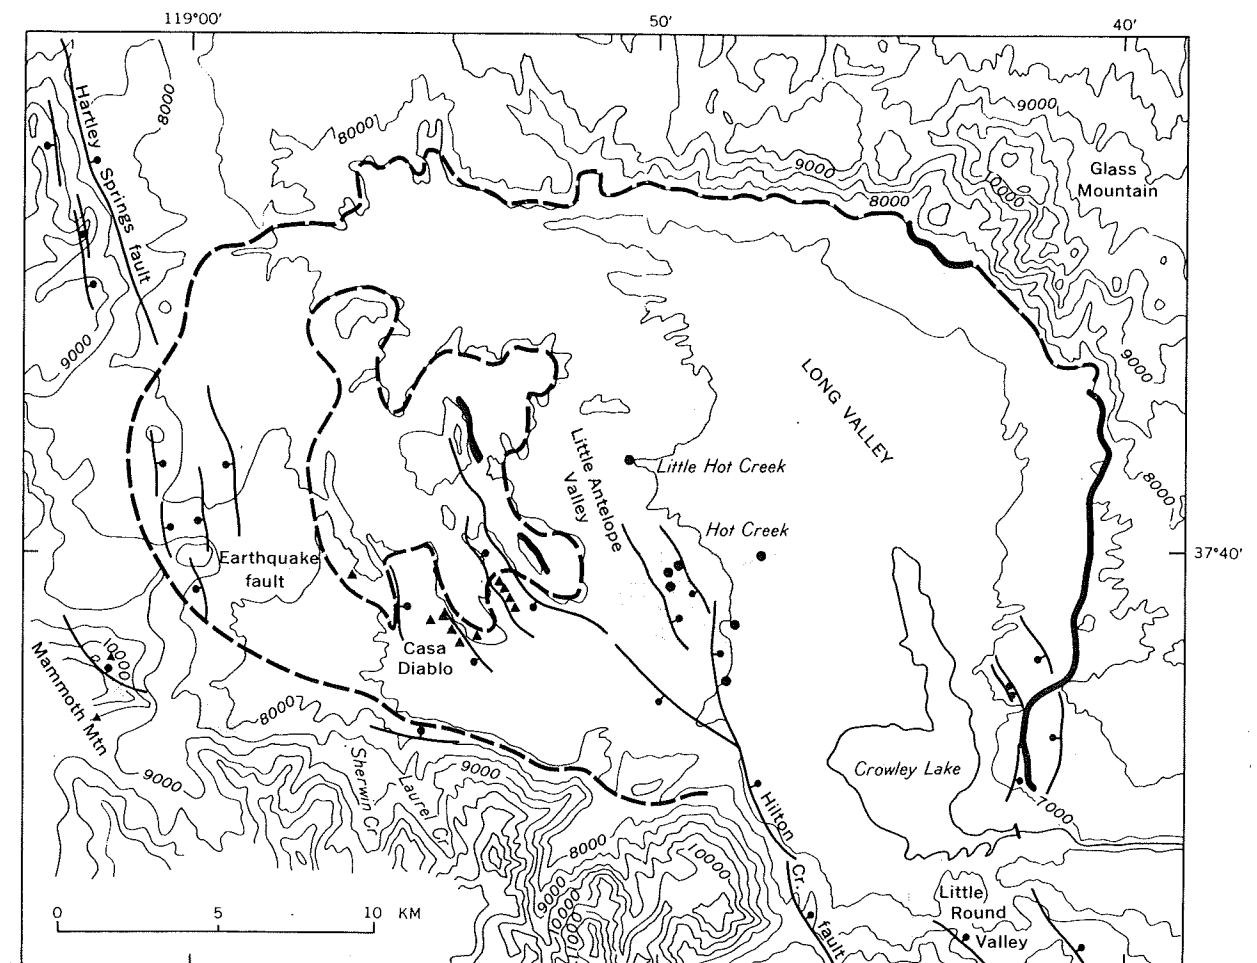 119°00'
50'
40'
Hartley Springs fault
8000
8000
9000
9000
10000
Glass
Mountain
8000
9000
9000
8000
LONG VALLEY
Little Hot Creek
Little Antelope
Valley
Hot Creek
37°40'
Earthquake
fault
Casa
Diablo
10000
Mammoth Mtn
8000
9000
Sherwin Cr
Laurel Cr
9000
Crowley Lake
7000
Hilton Cr. fault
8000
10000
9000
10000
10000
Little
Round
Valley
0 5 10 KM